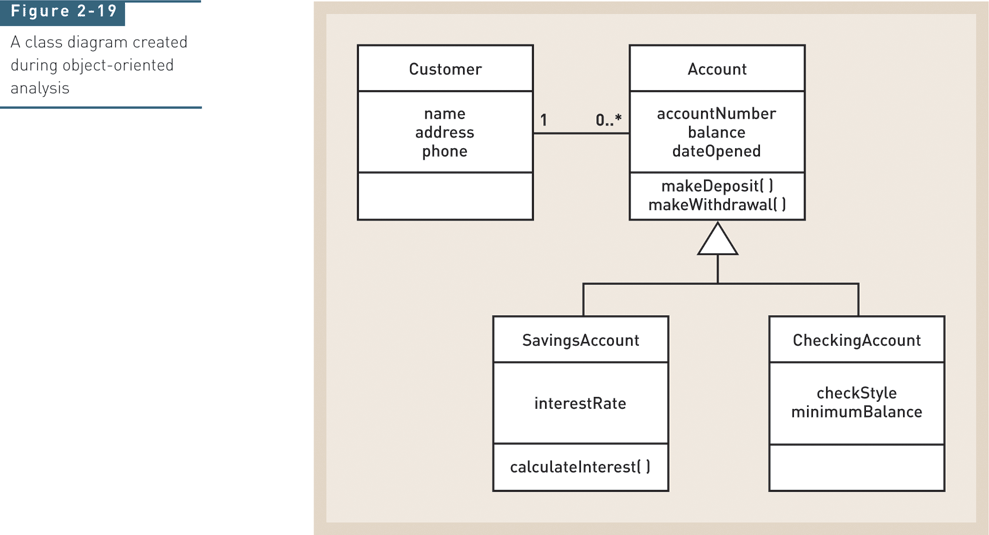 Figure 2-19
A class diagram created
during object-oriented
analysis
Customer
name
address
phone
1
0..*
Account
accountNumber
balance
dateOpened
makeDeposit( )
makeWithdrawal( )
SavingsAccount
interestRate
calculateInterest( )
CheckingAccount
checkStyle
minimumBalance